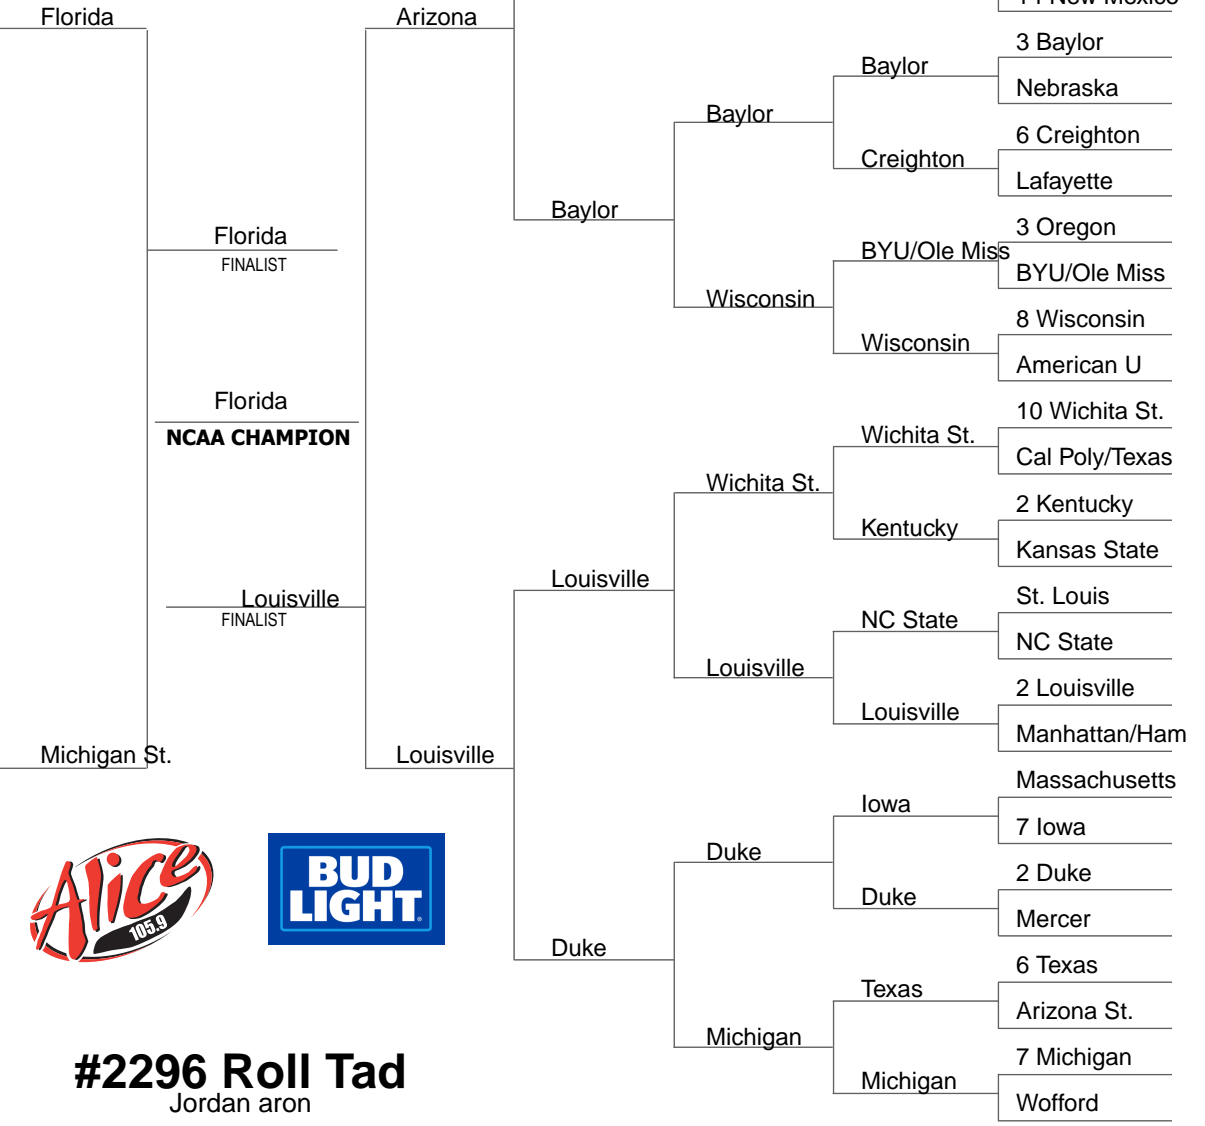 Florida
Florida
FINALIST
Florida
NCAA CHAMPION
Louisville
FINALIST
Michigan St.
Arizona
Louisville
Baylor
Louisville
Duke
Baylor
Wisconsin
Wichita St.
Louisville
Duke
Michigan
Baylor
Creighton
BYU/Ole Miss
Wisconsin
Wichita St.
Kentucky
NC State
Louisville
Iowa
Duke
Texas
Michigan
3 Baylor
Nebraska
6 Creighton
Lafayette
3 Oregon
BYU/Ole Miss
8 Wisconsin
American U
10 Wichita St.
Cal Poly/Texas
2 Kentucky
Kansas State
St. Louis
NC State
2 Louisville
Manhattan/Ham
Massachusetts
7 Iowa
2 Duke
Mercer
6 Texas
Arizona St.
7 Michigan
Wofford
Alice
105.9
BUD
LIGHT
#2296 Roll Tad
Jordan aron